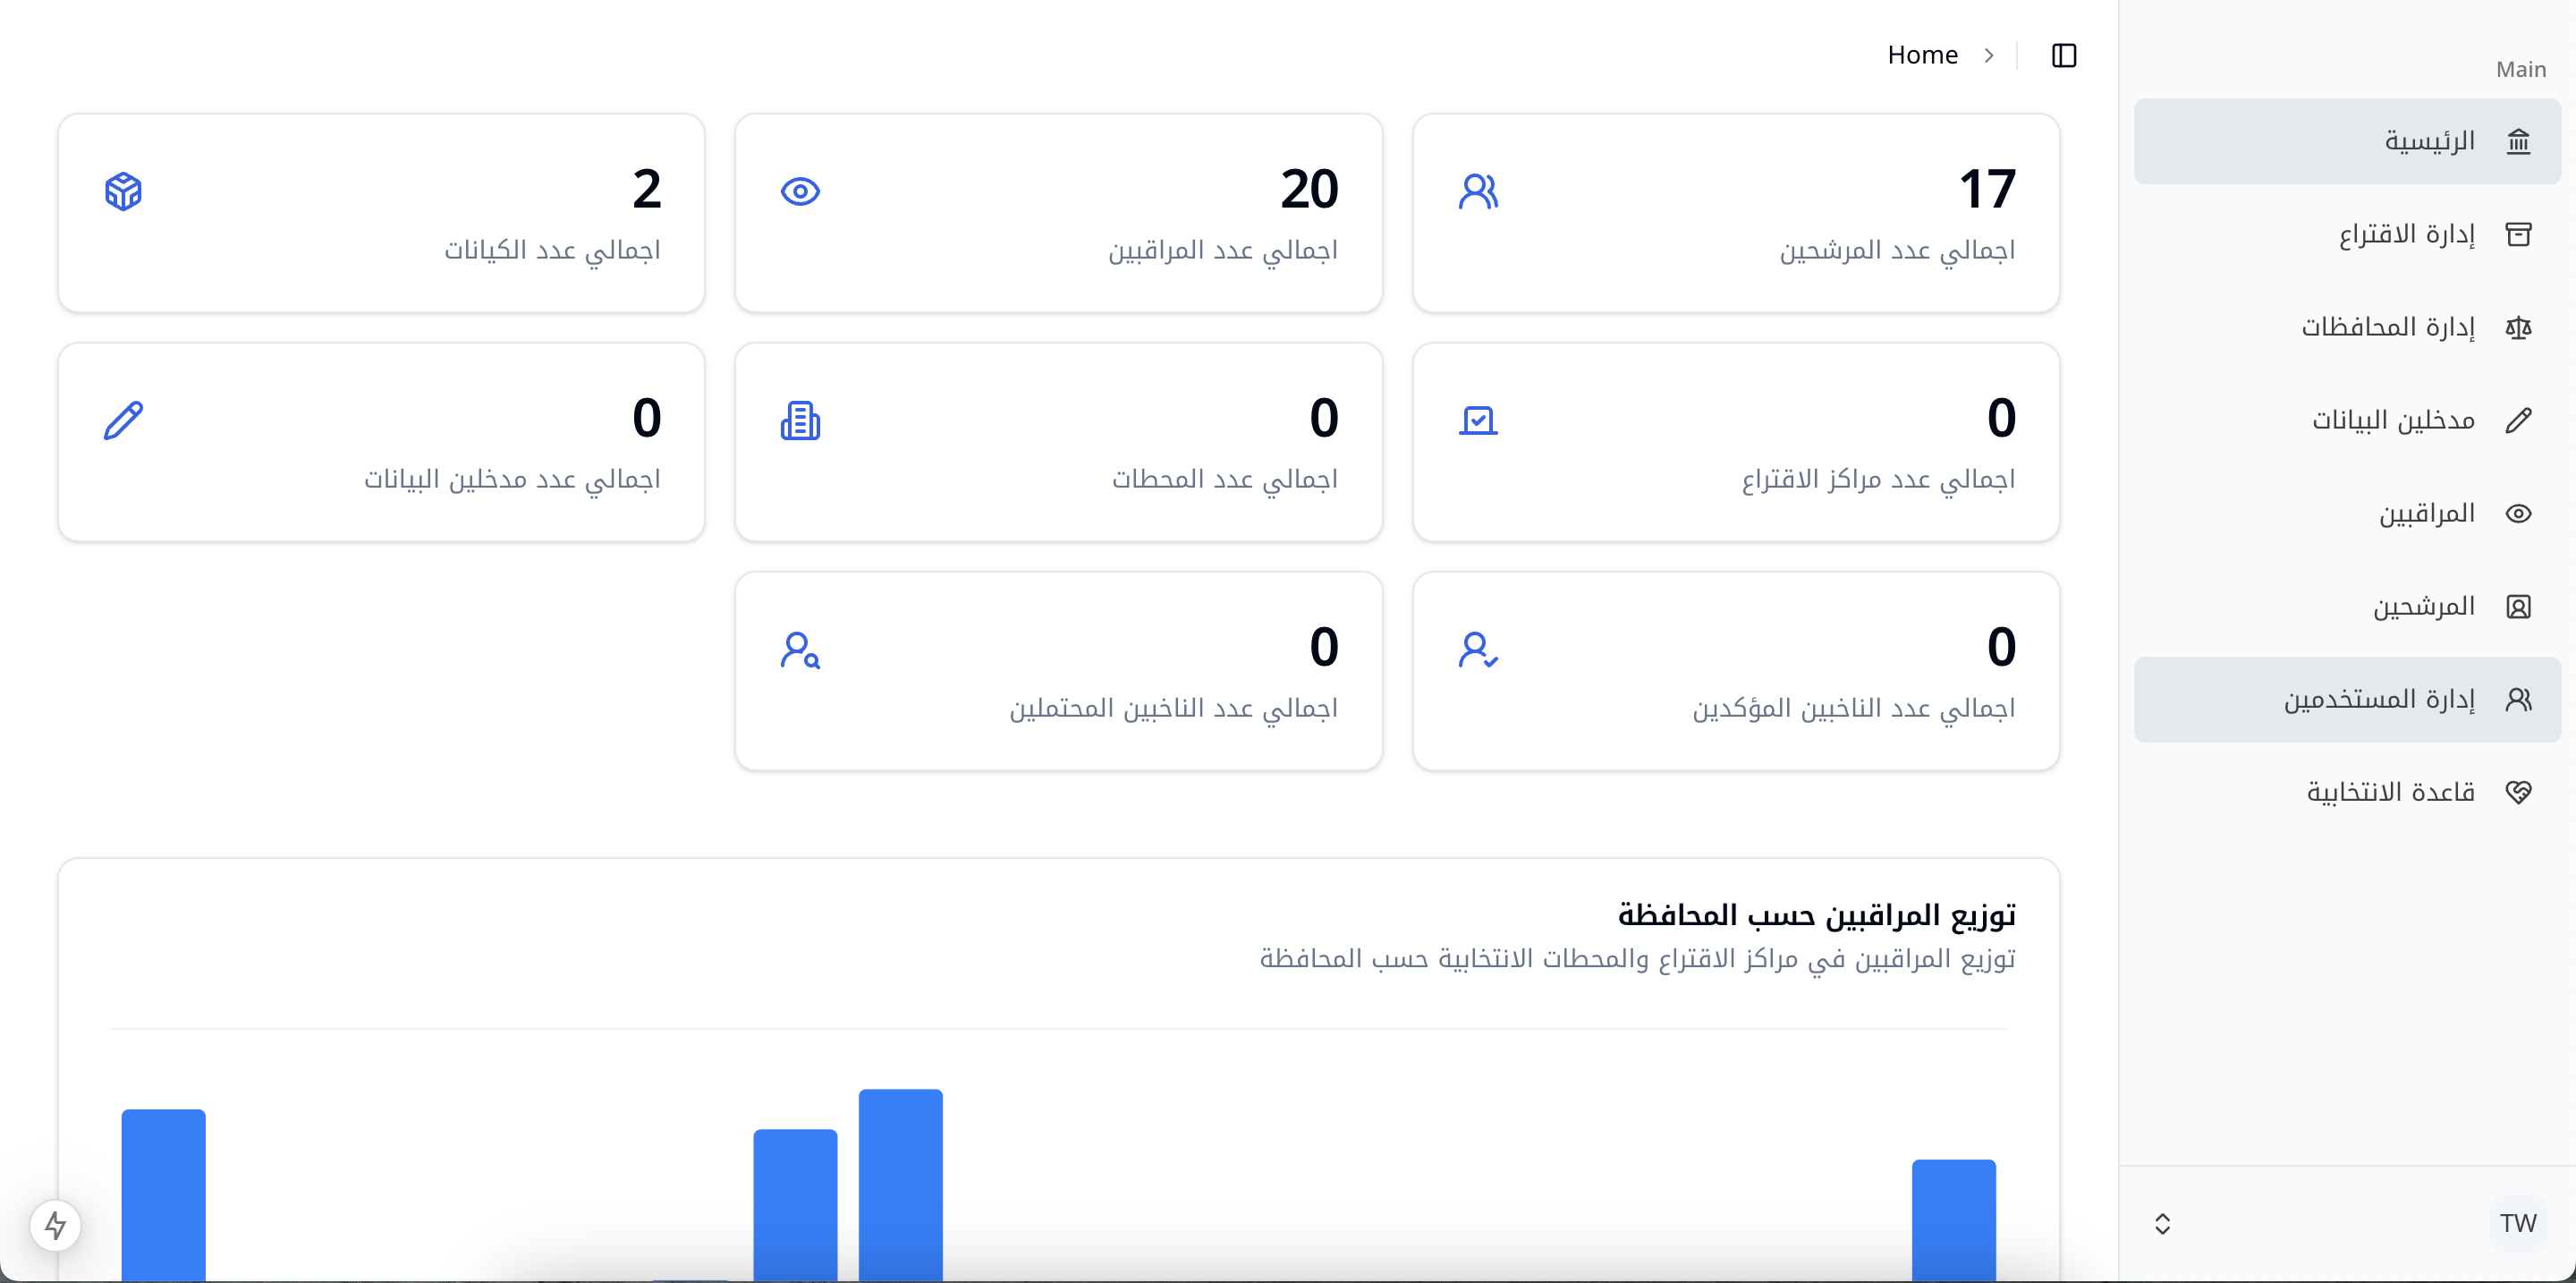 Main
الرئيسية
إدارة الاقتراع
إدارة المحافظات
مدخلين البيانات
المراقبين
المرشحين
إدارة المستخدمين
قاعدة الانتخابية
TW
Home
17
اجمالي عدد المرشحين
20
اجمالي عدد المراقبين
2
اجمالي عدد الكيانات
0
اجمالي عدد مراكز الاقتراع
0
اجمالي عدد المحطات
0
اجمالي عدد مدخلين البيانات
0
اجمالي عدد الناخبين المؤكدين
0
اجمالي عدد الناخبين المحتملين
توزيع المراقبين حسب المحافظة
توزيع المراقبين في مراكز الاقتراع والمحطات الانتخابية حسب المحافظة